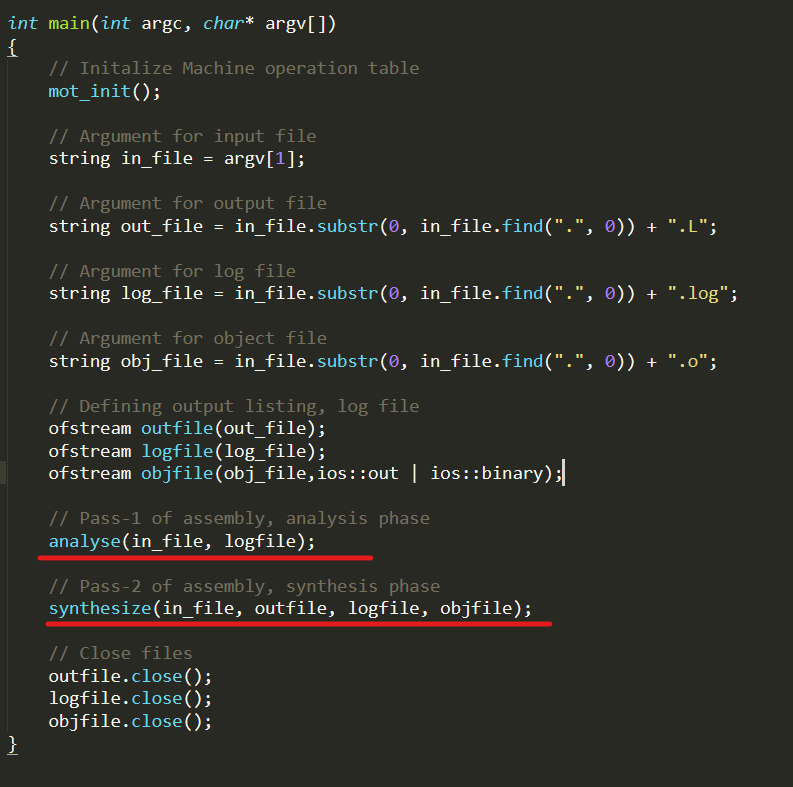 int main(int argc, char* argv[])
{
    // Initalize Machine operation table
    mot_init();

    // Argument for input file
    string in_file = argv[1];

    // Argument for output file
    string out_file = in_file.substr(0, in_file.find(".", 0)) + ".L";

    // Argument for log file
    string log_file = in_file.substr(0, in_file.find(".", 0)) + ".log";

    // Argument for object file
    string obj_file = in_file.substr(0, in_file.find(".", 0)) + ".o";

    // Defining output listing, log file
    ofstream outfile(out_file);
    ofstream logfile(log_file);
    ofstream objfile(obj_file,ios::out | ios::binary);

    // Pass-1 of assembly, analysis phase
    analyse(in_file, logfile);

    // Pass-2 of assembly, synthesis phase
    synthesize(in_file, outfile, logfile, objfile);

    // Close files
    outfile.close();
    logfile.close();
    objfile.close();
}